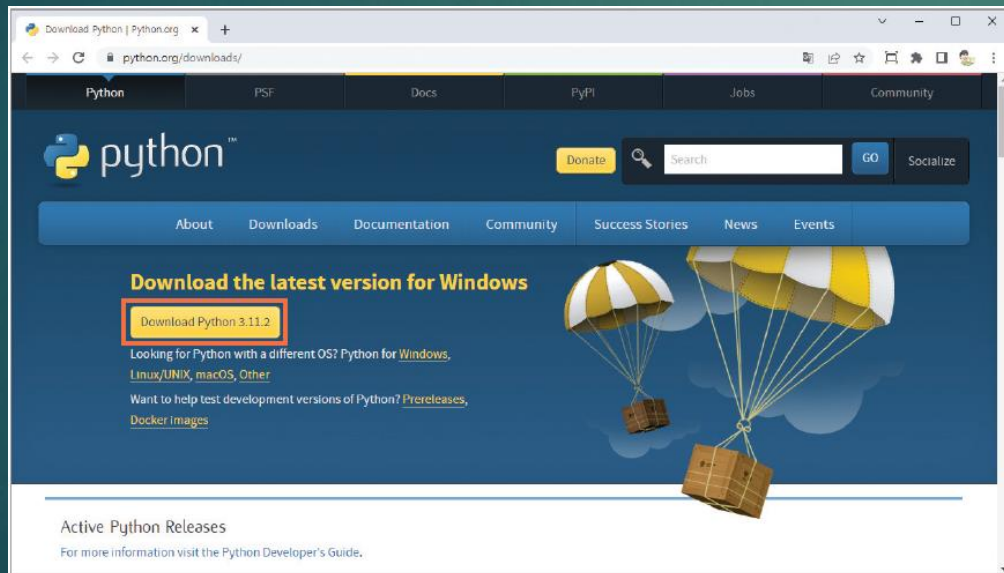 Download Python | Python.org
python.org/downloads/
Python PSF Docs PyPI Jobs Community
python™
Donate Search GO Socialize
About Downloads Documentation Community Success Stories News Events
Download the latest version for Windows
Download Python 3.11.2
Looking for Python with a different OS? Python for Windows,
Linux/UNIX, macOS, Other
Want to help test development versions of Python? Prereleases,
Docker images
Active Python Releases
For more information visit the Python Developer's Guide.